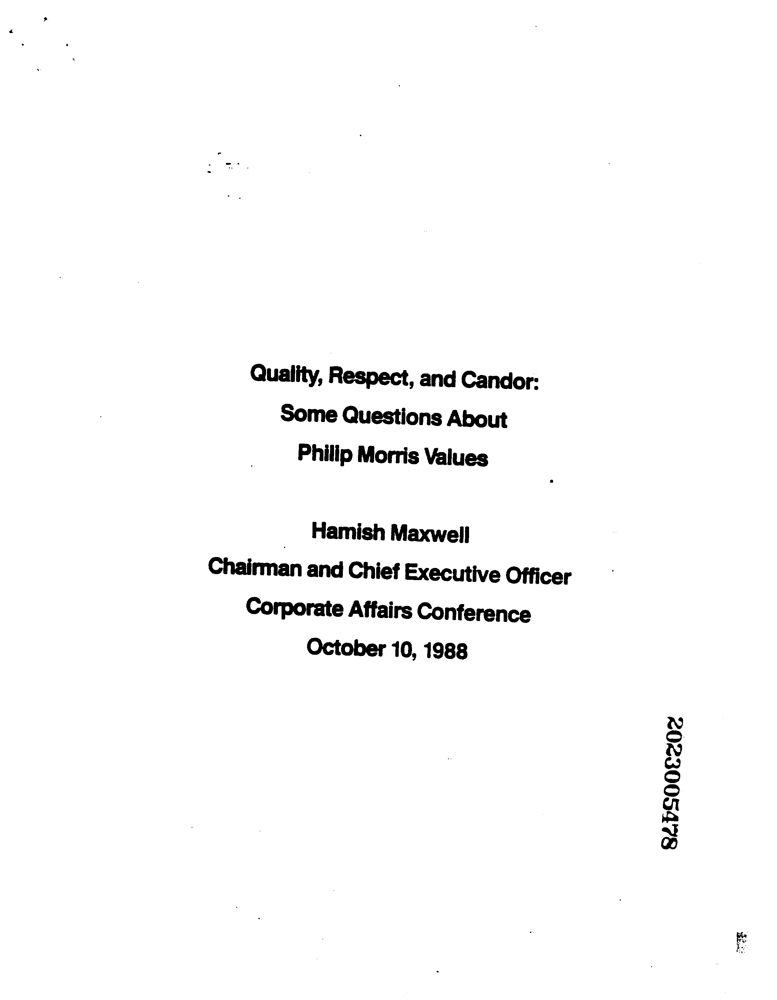 Quality, Respect, and Candor:
Some Questions About
Philip Morris Values
Hamish Maxwell
Chairman and Chief Executive Officer
Corporate Affairs Conference
October 10, 1988
2023005478